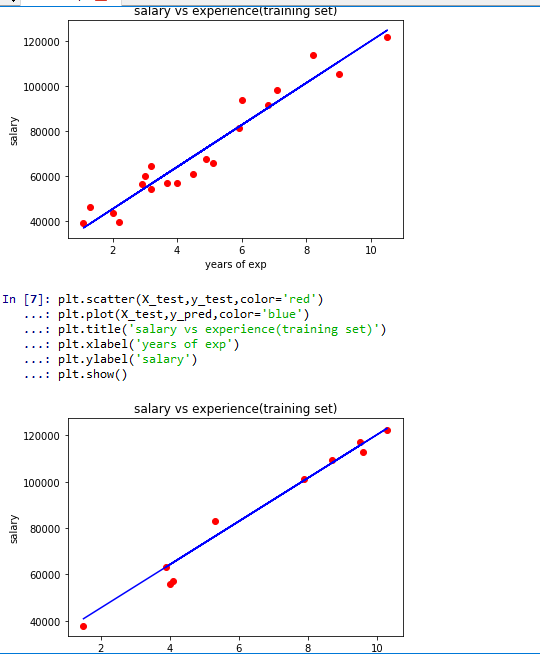 salary vs experience(training set)
120000
100000
80000
60000
40000
salary
2 4 6 8 10
years of exp
In [7]: plt.scatter(X_test,y_test,color='red')
...: plt.plot(X_test,y_pred,color='blue')
...: plt.title('salary vs experience(training set)')
...: plt.xlabel('years of exp')
...: plt.ylabel('salary')
...: plt.show()
salary vs experience(training set)
120000
100000
80000
60000
40000
salary
2 4 6 8 10